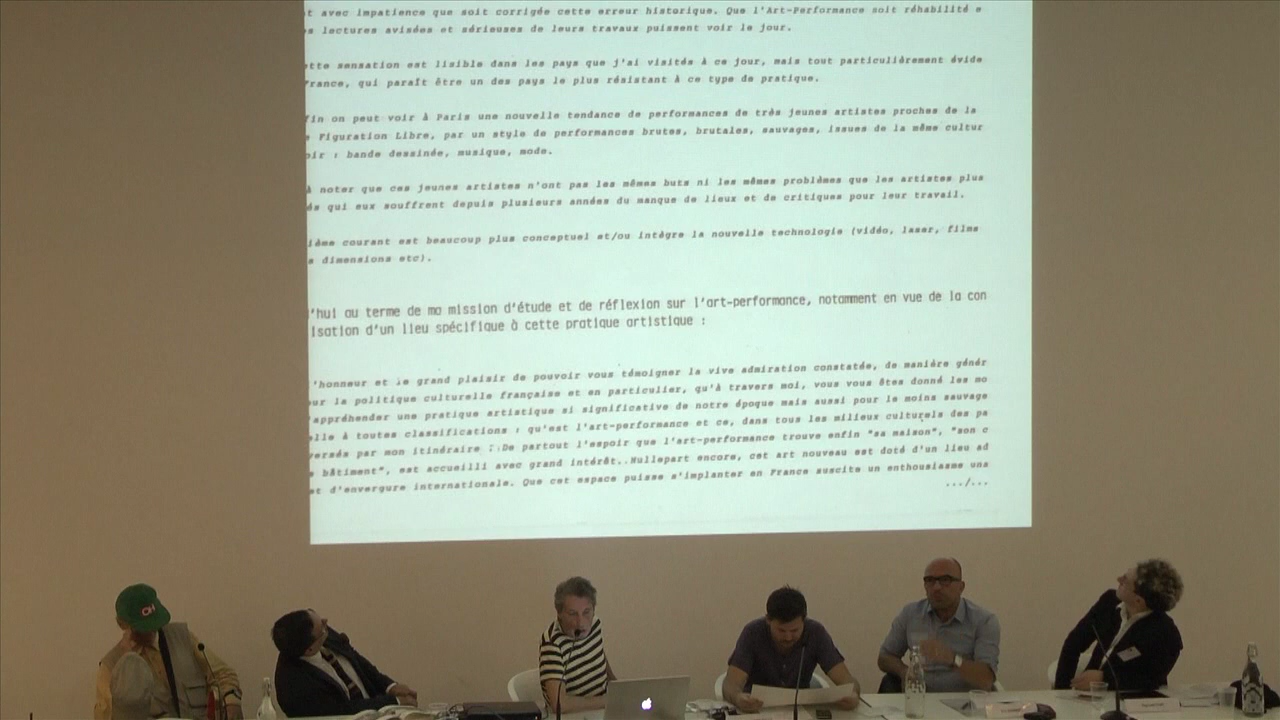 t avec impatience que soit corrigée cette erreur historique. Que l'Art-Performance soit réhabilité e
s lectures avisées et sérieuses de leurs travaux puissent voir le jour.
ette sensation est lisible dans les pays que j'ai visités à ce jour, mais tout particulièrement évide
France, qui paraît être un des pays le plus résistant à ce type de pratique.
fin on peut voir à Paris une nouvelle tendance de performances de très jeunes artistes proches de la
e Figuration Libre, par un style de performances brutes, brutales, sauvages, issues de la même cultur
oir : bande dessinée, musique, mode.
à noter que ces jeunes artistes n'ont pas les mêmes buts ni les mêmes problèmes que les artistes plus
és qui eux souffrent depuis plusieurs années du manque de lieux et de critiques pour leur travail.
ième courant est beaucoup plus conceptuel et/ou intègre la nouvelle technologie (vidéo, laser, films
s dimensions etc).
'hui au terme de ma mission d'étude et de réflexion sur l'art-performance, notamment en vue de la con
isation d'un lieu spécifique à cette pratique artistique :
'honneur et le grand plaisir de pouvoir vous témoigner la vive admiration constatée, de manière génér
our la politique culturelle française et en particulier, qu'à travers moi, vous vous êtes donné les mo
'appréhender une pratique artistique si significative de notre époque mais aussi pour le moins sauvage
elle à toutes classifications : qu'est l'art-performance et ce, dans tous les milieux culturels des pa
versés par mon itinéraire : De partout l'espoir que l'art-performance trouve enfin "sa maison", "son c
e bâtiment", est accueilli avec grand intérêt..Nullepart encore, cet art nouveau est doté d'un lieu ad
et d'envergure internationale. Que cet espace puisse s'implanter en France suscite un enthousiasme una
.../...